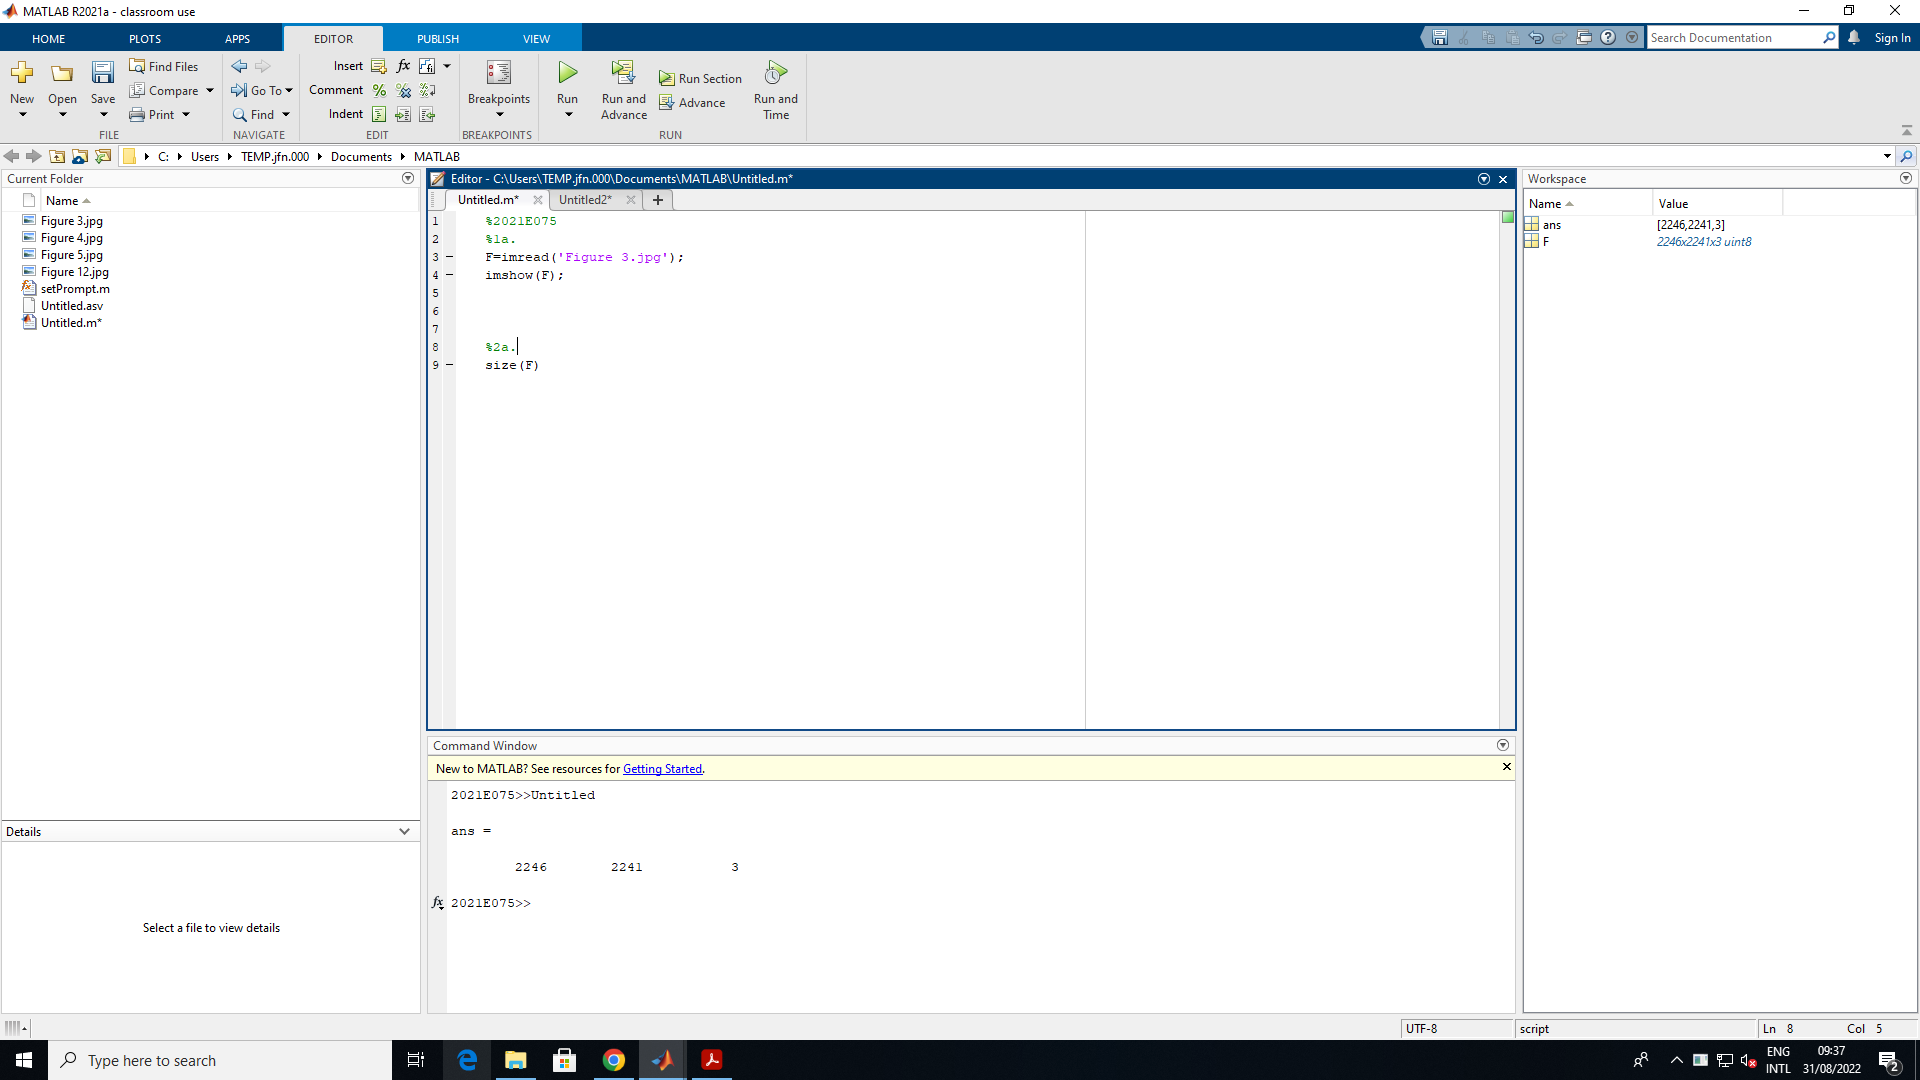 MATLAB R2021a - classroom use
HOME PLOTS APPS EDITOR PUBLISH VIEW
Search Documentation
Sign In
New
Open
Save
Find Files
Compare
Print
FILE
Go To
Find
NAVIGATE
Insert
Comment
Indent
EDIT
Breakpoints
BREAKPOINTS
Run
Run and
Advance
Run Section
Advance
Run and
Time
RUN
C: Users TEMP.jfn.000 Documents MATLAB
Current Folder
Name
Figure 3.jpg
Figure 4.jpg
Figure 5.jpg
Figure 12.jpg
setPrompt.m
Untitled.asv
Untitled.m*
Details
Select a file to view details
Editor - C:\Users\TEMP.jfn.000\Documents\MATLAB\Untitled.m*
Untitled.m* Untitled2* +
1 %2021E075
2 %1a.
3 F=imread('Figure 3.jpg');
4 imshow(F);
5
6
7
8 %2a.
9 size(F)
Command Window
New to MATLAB? See resources for Getting Started.
2021E075>>Untitled
ans =
2246 2241 3
fx 2021E075>>
Workspace
Name Value
ans [2246,2241,3]
F 2246x2241x3 uint8
UTF-8 script Ln 8 Col 5
Type here to search
ENG
INTL
09:37
31/08/2022
2